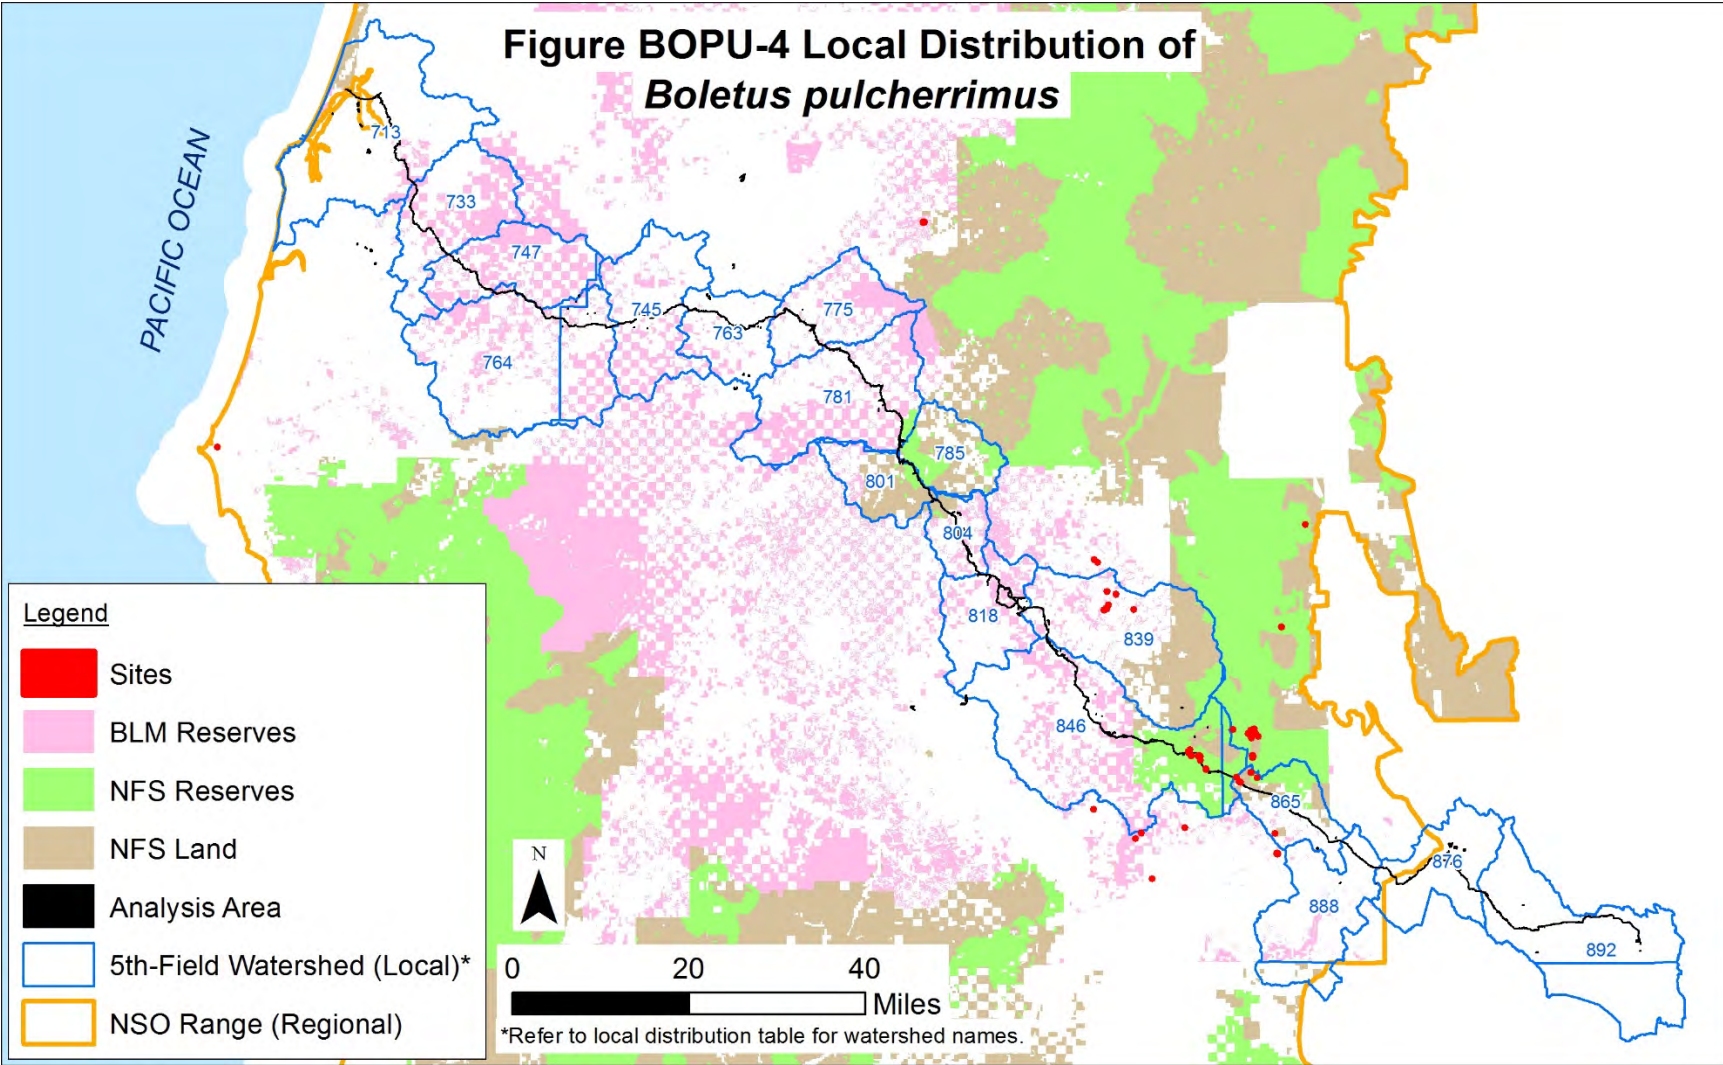 Figure BOPU-4 Local Distribution of
Boletus pulcherrimus
PACIFIC OCEAN
713
733
747
745
775
763
764
781
785
801
804
818
839
846
865
876
888
892
Legend
Sites
BLM Reserves
NFS Reserves
NFS Land
Analysis Area
5th-Field Watershed (Local)*
NSO Range (Regional)
N
0 20 40
Miles
*Refer to local distribution table for watershed names.